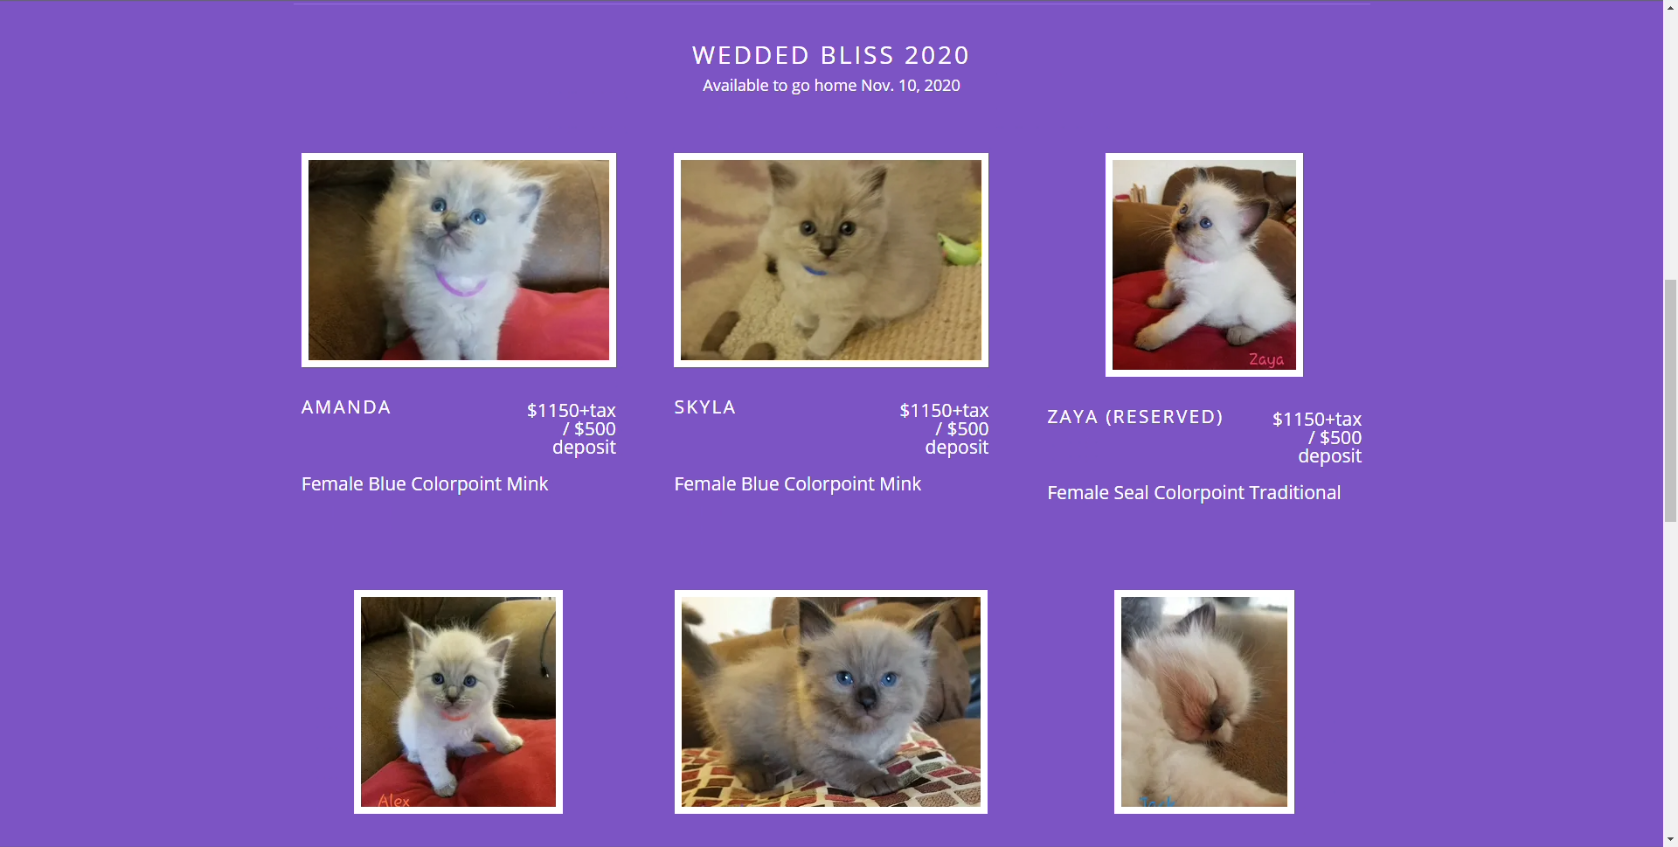 WEDDED BLISS 2020
Available to go home Nov. 10, 2020
Zaya
AMANDA
$1150+tax
/ $500
deposit
Female Blue Colorpoint Mink
SKYLA
$1150+tax
/ $500
deposit
Female Blue Colorpoint Mink
ZAYA (RESERVED)
$1150+tax
/ $500
deposit
Female Seal Colorpoint Traditional
Alex